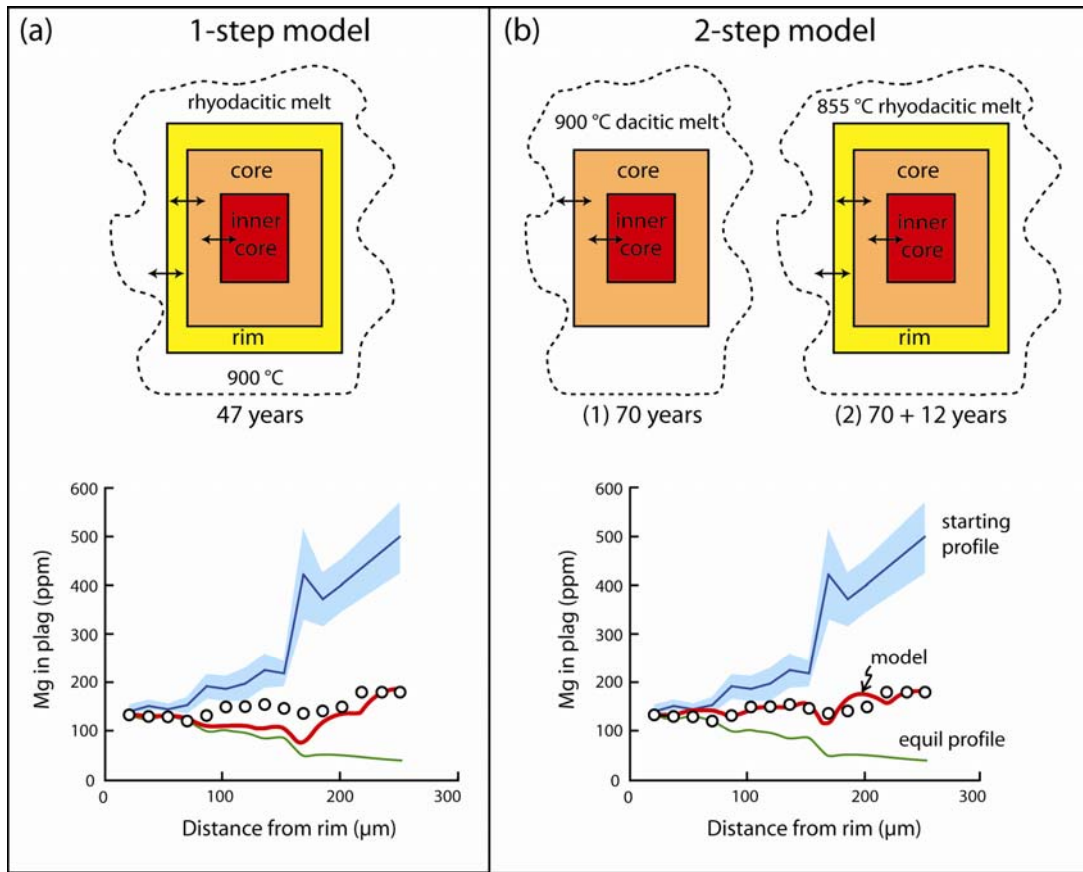 (a)
1-step model
rhyodacitic melt
core
inner
core
rim
900 °C
47 years
600
500
400
300
200
100
0
0
100
200
300
Mg in plag (ppm)
Distance from rim (µm)
(b)
2-step model
900 °C dacitic melt
core
inner
core
(1) 70 years
855 °C rhyodacitic melt
core
inner
core
rim
(2) 70 + 12 years
600
500
400
300
200
100
0
0
100
200
300
Mg in plag (ppm)
Distance from rim (µm)
starting
profile
model
equil profile